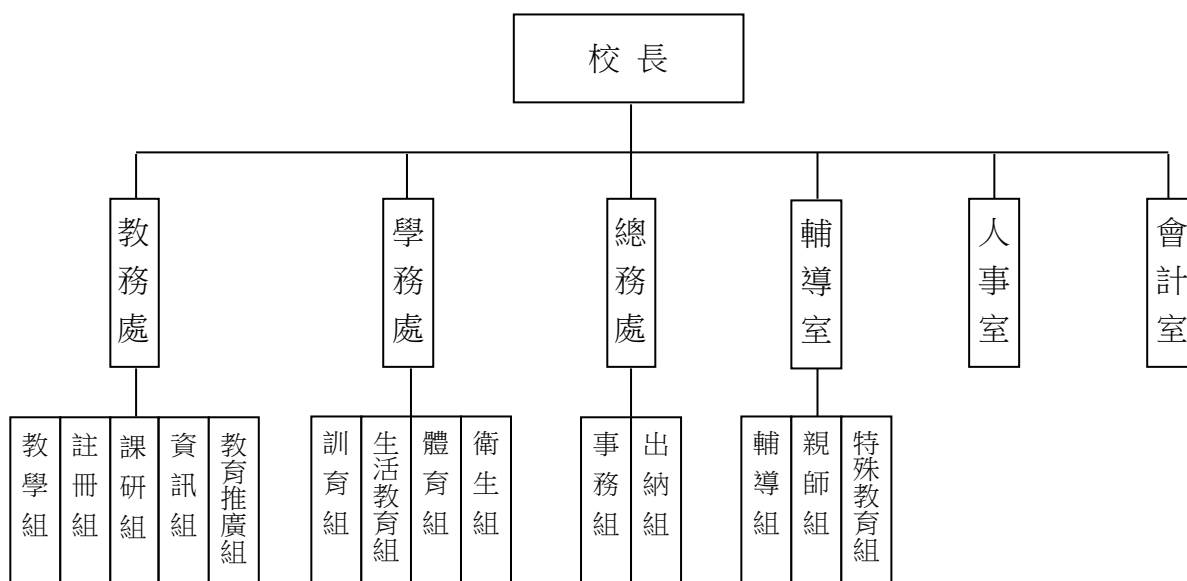 校長
教務處
學務處
總務處
輔導室
人事室
會計室
教學組
註冊組
課研組
資訊組
教育推廣組
訓育組
生活教育組
體育組
衛生組
事務組
出納組
輔導組
親師組
特殊教育組